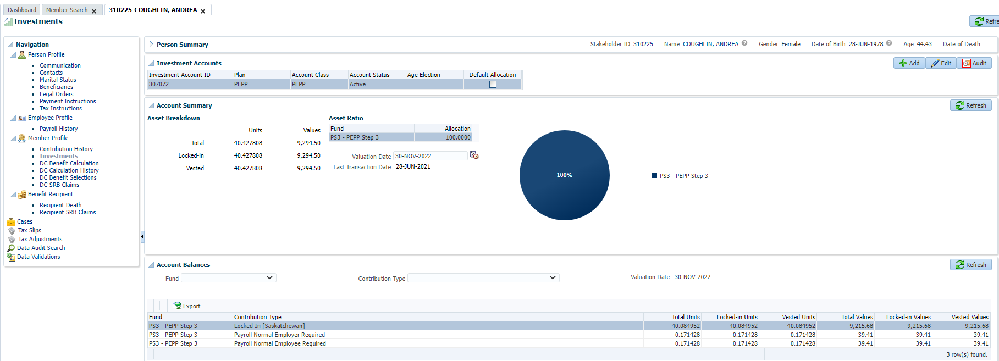 Dashboard Member Search 310225-COUGHLIN, ANDREA
Investments
Refre
Navigation
Person Profile
Communication
Contacts
Marital Status
Beneficiaries
Legal Orders
Payment Instructions
Tax Instructions
Employee Profile
Payroll History
Member Profile
Contribution History
Investments
DC Benefit Calculation
DC Calculation History
DC Benefit Selections
DC SRB Claims
Benefit Recipient
Recipient Death
Recipient SRB Claims
Cases
Tax Slips
Tax Adjustments
Data Audit Search
Data Validations
Person Summary Stakeholder ID 310225 Name COUGHLIN, ANDREA Gender Female Date of Birth 28-JUN-1978 Age 44.43 Date of Death
Investment Accounts Add Edit Audit
Investment Account ID Plan Account Class Account Status Age Election Default Allocation
307072 PEPP PEPP Active
Account Summary Refresh
Asset Breakdown
Units Values
Total 40.427808 9,294.50
Locked-in 40.427808 9,294.50
Vested 40.427808 9,294.50
Asset Ratio
Fund Allocation
PS3 - PEPP Step 3 100.0000
Valuation Date 30-NOV-2022
Last Transaction Date 28-JUN-2021
100%
PS3 - PEPP Step 3
Account Balances Refresh
Fund Contribution Type Valuation Date 30-NOV-2022
Export
Fund Contribution Type Total Units Locked-in Units Vested Units Total Values Locked-in Values Vested Values
PS3 - PEPP Step 3 Locked-In [Saskatchewan] 40.084952 40.084952 40.084952 9,215.68 9,215.68 9,215.68
PS3 - PEPP Step 3 Payroll Normal Employer Required 0.171428 0.171428 0.171428 39.41 39.41 39.41
PS3 - PEPP Step 3 Payroll Normal Employee Required 0.171428 0.171428 0.171428 39.41 39.41 39.41
3 row(s) found.